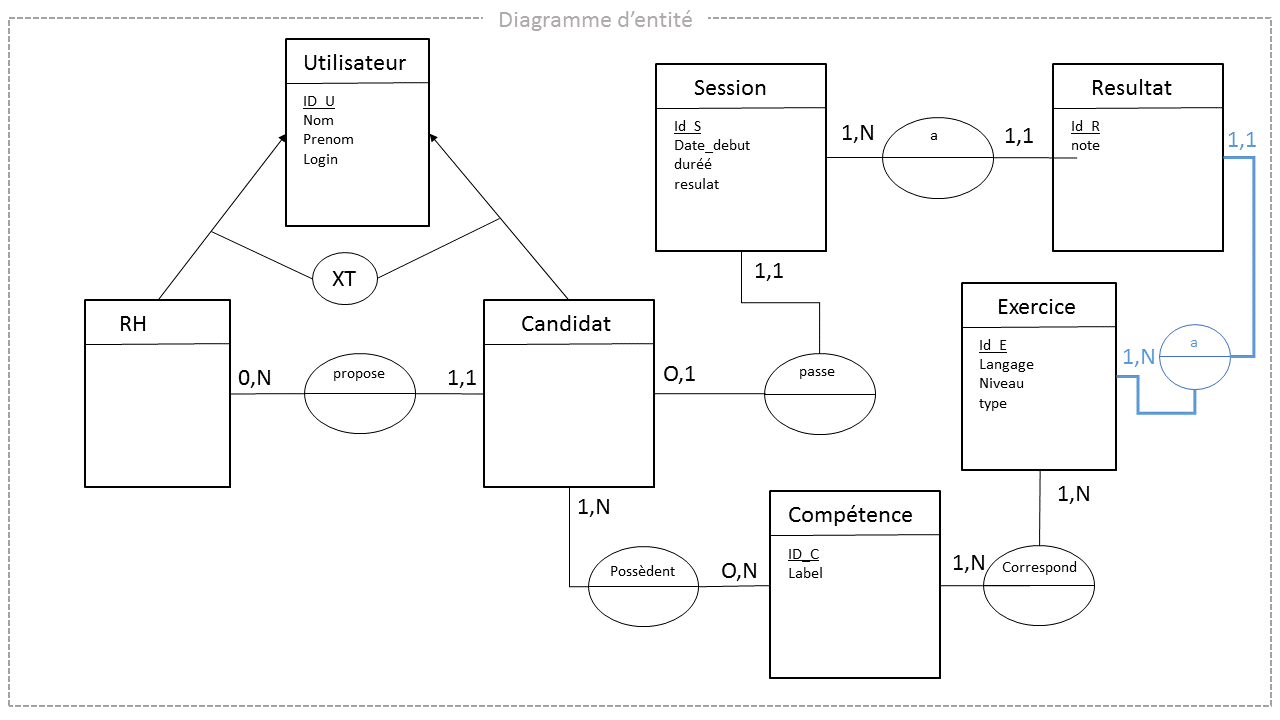 Diagramme d’entité
Utilisateur
ID_U
Nom
Prenom
Login
Session
Id_S
Date_debut
duréé
resulat
1,N
a
1,1
Resultat
Id_R
note
1,1
XT
1,1
RH
0,N
propose
1,1
Candidat
O,1
passe
Exercice
Id_E
Langage
Niveau
type
1,N
a
1,N
1,N
Possèdent
O,N
Compétence
ID_C
Label
1,N
Correspond